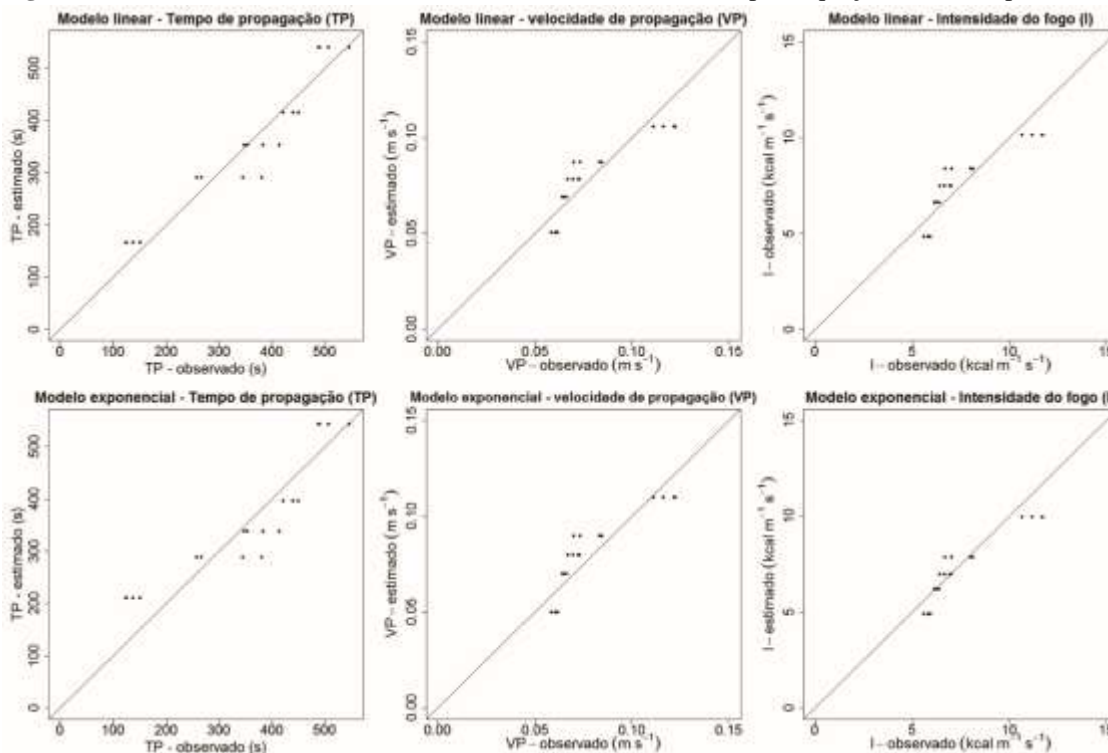 Modelo linear - Tempo de propagação (TP)
TP - estimado (s)
0 100 200 300 400 500
0 100 200 300 400 500
TP - observado (s)
Modelo linear - velocidade de propagação (VP)
VP – estimado (m s⁻¹)
0.00 0.05 0.10 0.15
0.00 0.05 0.10 0.15
VP – observado (m s⁻¹)
Modelo linear - Intensidade do fogo (I)
I – observado (kcal m⁻¹ s⁻¹)
0 5 10 15
0 5 10 15
I – observado (kcal m⁻¹ s⁻¹)
Modelo exponencial - Tempo de propagação (TP)
TP - estimado (s)
0 100 200 300 400 500
0 100 200 300 400 500
TP - observado (s)
Modelo exponencial - velocidade de propagação (VP)
VP – estimado (m s⁻¹)
0.00 0.05 0.10 0.15
0.00 0.05 0.10 0.15
VP – observado (m s⁻¹)
Modelo exponencial - Intensidade do fogo (I
I – estimado (kcal m⁻¹ s⁻¹)
0 5 10 15
0 5 10 15
I – observado (kcal m⁻¹ s⁻¹)